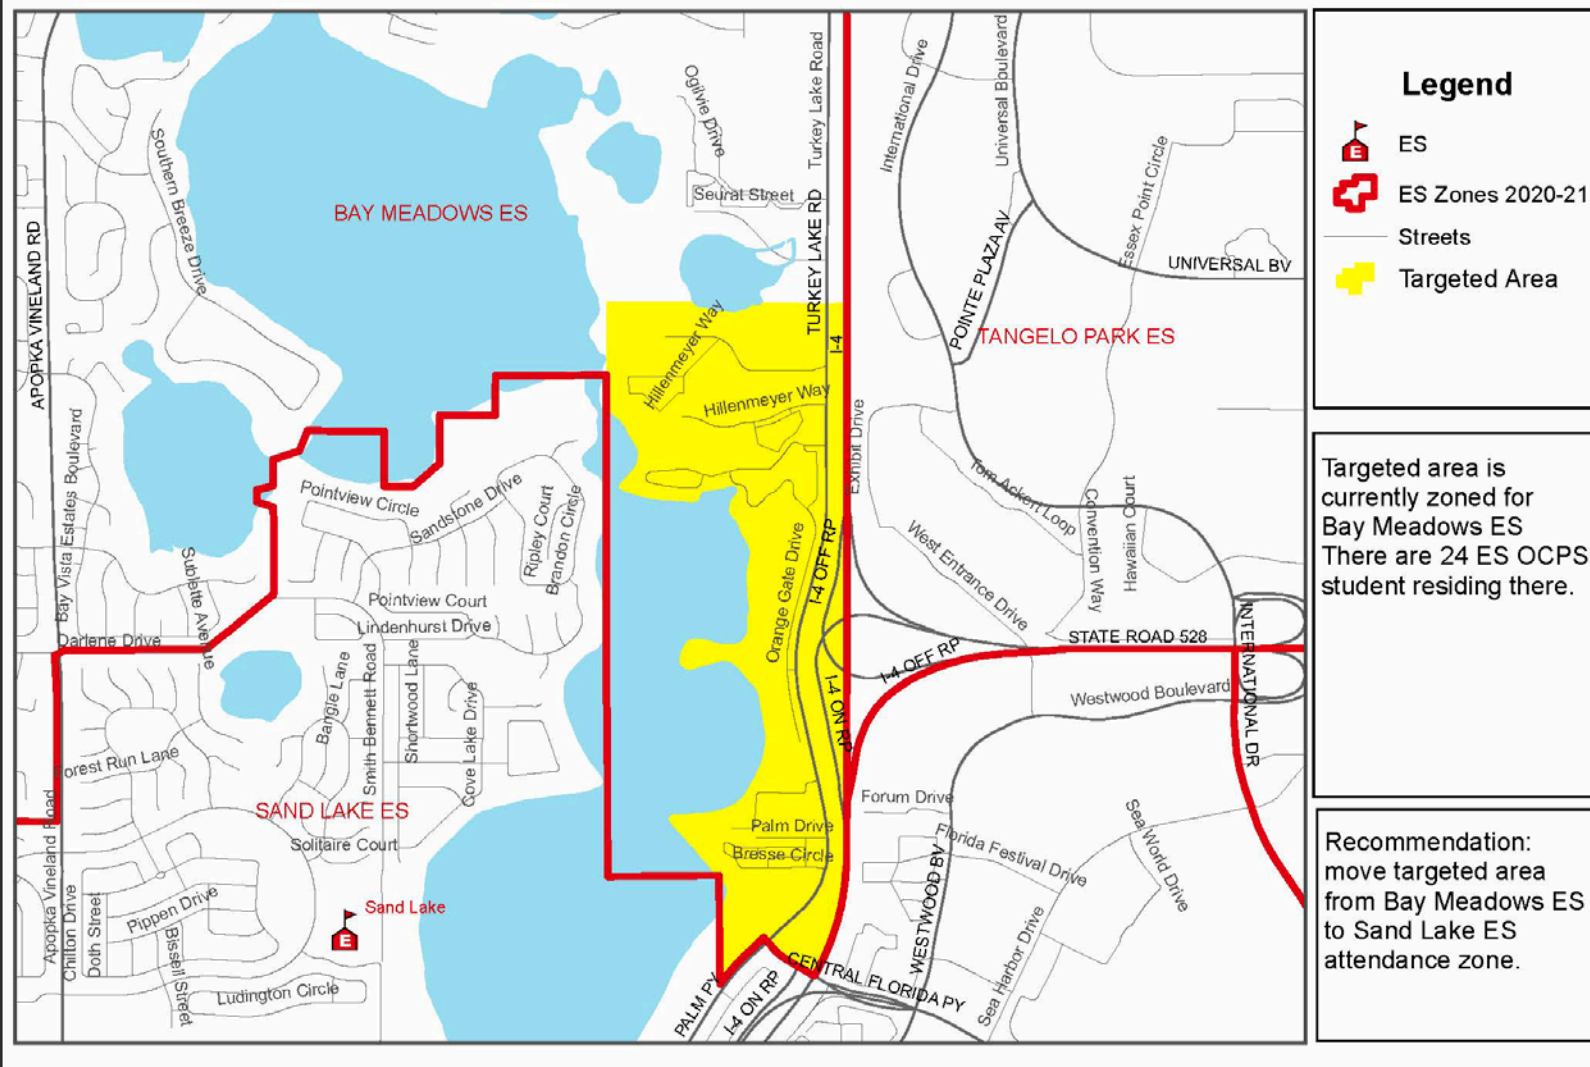 Ogilvie Drive
Turkey Lake Road
International Drive
Universal Boulevard
Southern Breeze Drive
Seurat Street
Essex Point Circle
BAY MEADOWS ES
APOPKA VINELAND RD
TURKEY LAKE RD
POINTE PLAZA AV
UNIVERSAL BV
TANGELO PARK ES
I-4
Hillenmeyer Way
Hillenmeyer Way
Exhibit Drive
Bay Vista Estates Boulevard
Pointview Circle
Sandstone Drive
Ripley Court
Brandon Circle
Tom Ackert Loop
Convention Way
Hawaiian Court
West Entrance Drive
Sublette Avenue
Orange Gate Drive
I-4 OFF RP
Pointview Court
Lindenhurst Drive
Darlene Drive
STATE ROAD 528
I-4 OFF RP
INTERNATIONAL DR
Westwood Boulevard
Bangle Lane
Smith Bennett Road
Shortwood Lane
Cove Lake Drive
I-4 ON RP
orest Run Lane
SAND LAKE ES
Solitaire Court
Forum Drive
Palm Drive
Bresse Circle
Florida Festival Drive
Sea World Drive
Apopka Vineland Road
Chilton Drive
Doth Street
Pippen Drive
Bissell Street
Sand Lake
E
Ludington Circle
WESTWOOD BV
Sea Harbor Drive
CENTRAL FLORIDA PY
PALM PY
I-4 ON RP
Legend
E
ES
ES Zones 2020-21
Streets
Targeted Area
Targeted area is
currently zoned for
Bay Meadows ES
There are 24 ES OCPS
student residing there.
Recommendation:
move targeted area
from Bay Meadows ES
to Sand Lake ES
attendance zone.